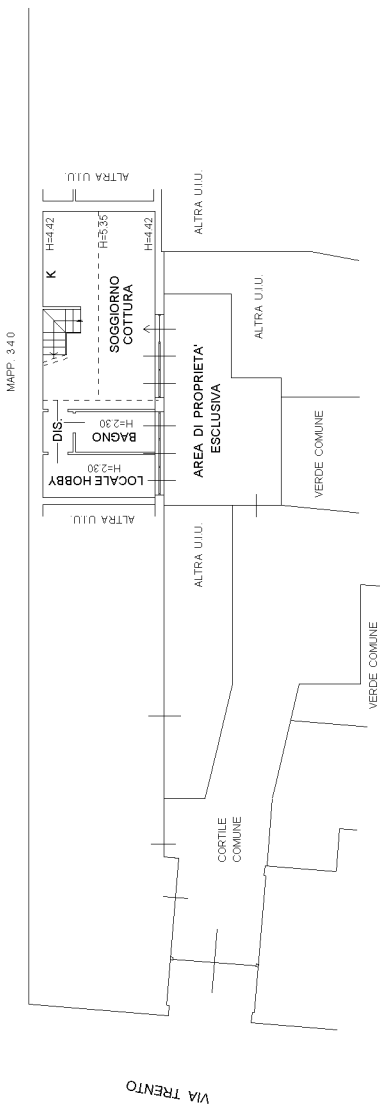 MAPP. 340
ALTRA U.I.U.
ALTRA U.I.U.
H=4.42
H=5.35
H=4.42
K
SOGGIORNO
COTTURA
ALTRA U.I.U.
DIS.
BAGNO
H=2.30
H=2.30
LOCALE HOBBY
AREA DI PROPRIETA'
ESCLUSIVA
VERDE COMUNE
ALTRA U.I.U.
ALTRA U.I.U.
VERDE COMUNE
CORTILE
COMUNE
VIA TRENTO